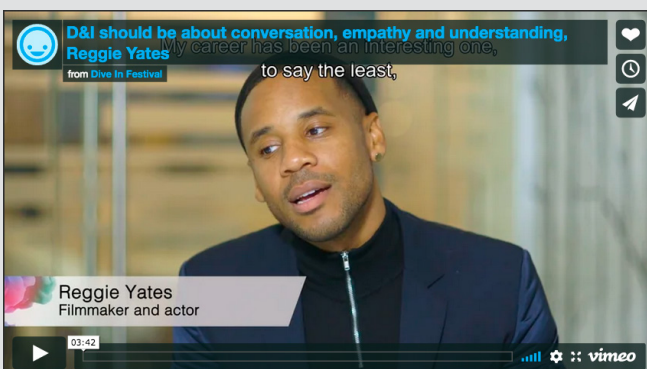 D&I should be about conversation, empathy and understanding,
Reggie Yates
My career has been an interesting one,
from Dive In Festival
to say the least,
Reggie Yates
Filmmaker and actor
03:42
vimeo